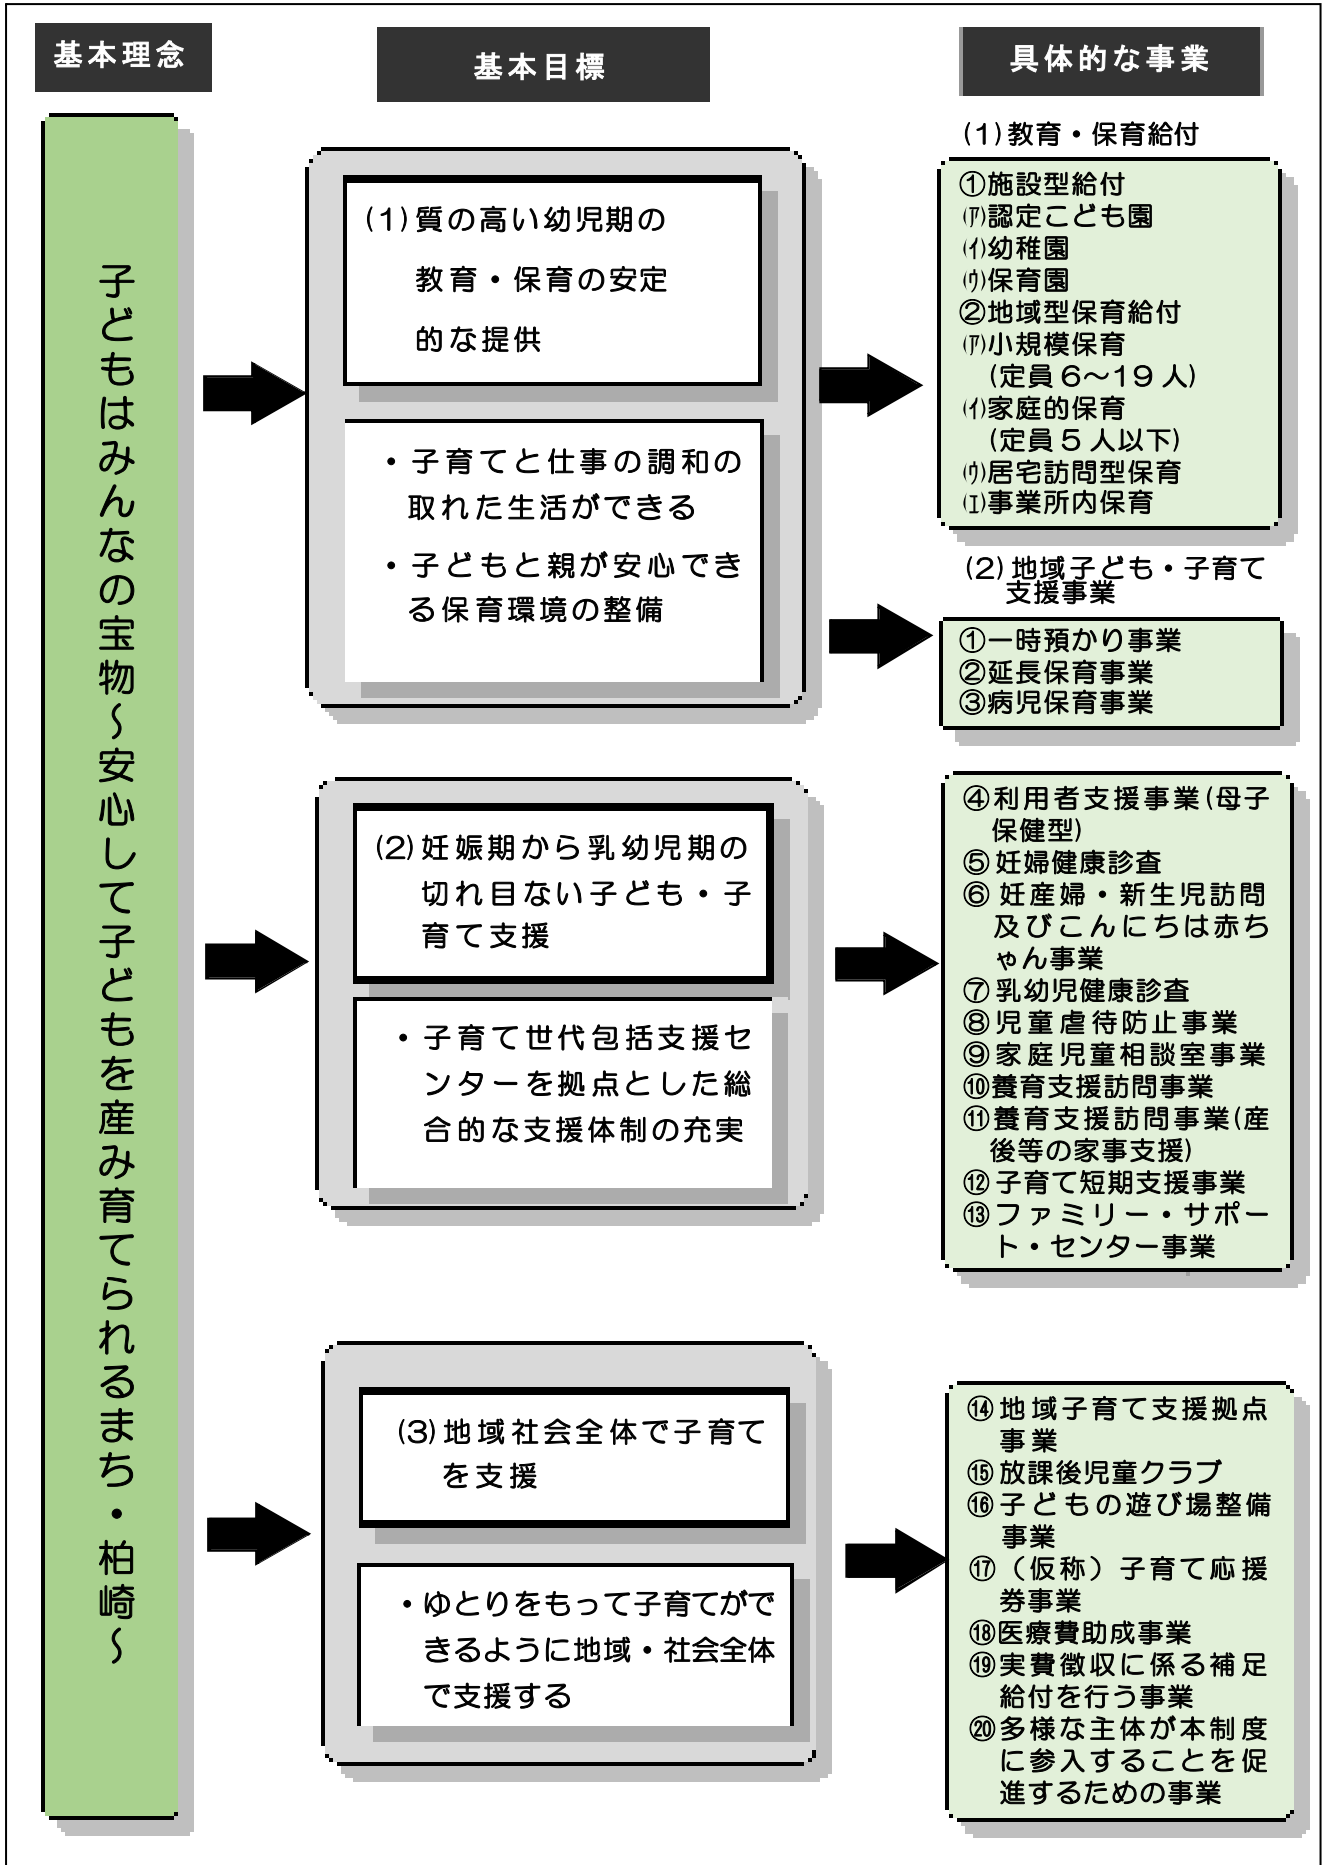 基本理念
基本目標
具体的な事業
子どもはみんなの宝物～安心して子どもを産み育てられるまち・柏崎～
(1)質の高い幼児期の
教育・保育の安定
的な提供
・子育てと仕事の調和の
取れた生活ができる
・子どもと親が安心でき
る保育環境の整備
(1)教育・保育給付
①施設型給付
㋐認定こども園
㋑幼稚園
㋒保育園
②地域型保育給付
㋐小規模保育
(定員6～19人)
㋑家庭的保育
(定員5人以下)
㋒居宅訪問型保育
㋓事業所内保育
(2)地域子ども・子育て
支援事業
①一時預かり事業
②延長保育事業
③病児保育事業
(2)妊娠期から乳幼児期の
切れ目ない子ども・子
育て支援
・子育て世代包括支援セ
ンターを拠点とした総
合的な支援体制の充実
④利用者支援事業(母子
保健型)
⑤妊婦健康診査
⑥妊産婦・新生児訪問
及びこんにちは赤ち
ゃん事業
⑦乳幼児健康診査
⑧児童虐待防止事業
⑨家庭児童相談室事業
⑩養育支援訪問事業
⑪養育支援訪問事業(産
後等の家事支援)
⑫子育て短期支援事業
⑬ファミリー・サポー
ト・センター事業
(3)地域社会全体で子育て
を支援
・ゆとりをもって子育てがで
きるように地域・社会全体
で支援する
⑭地域子育て支援拠点
事業
⑮放課後児童クラブ
⑯子どもの遊び場整備
事業
⑰（仮称）子育て応援
券事業
⑱医療費助成事業
⑲実費徴収に係る補足
給付を行う事業
⑳多様な主体が本制度
に参入することを促
進するための事業